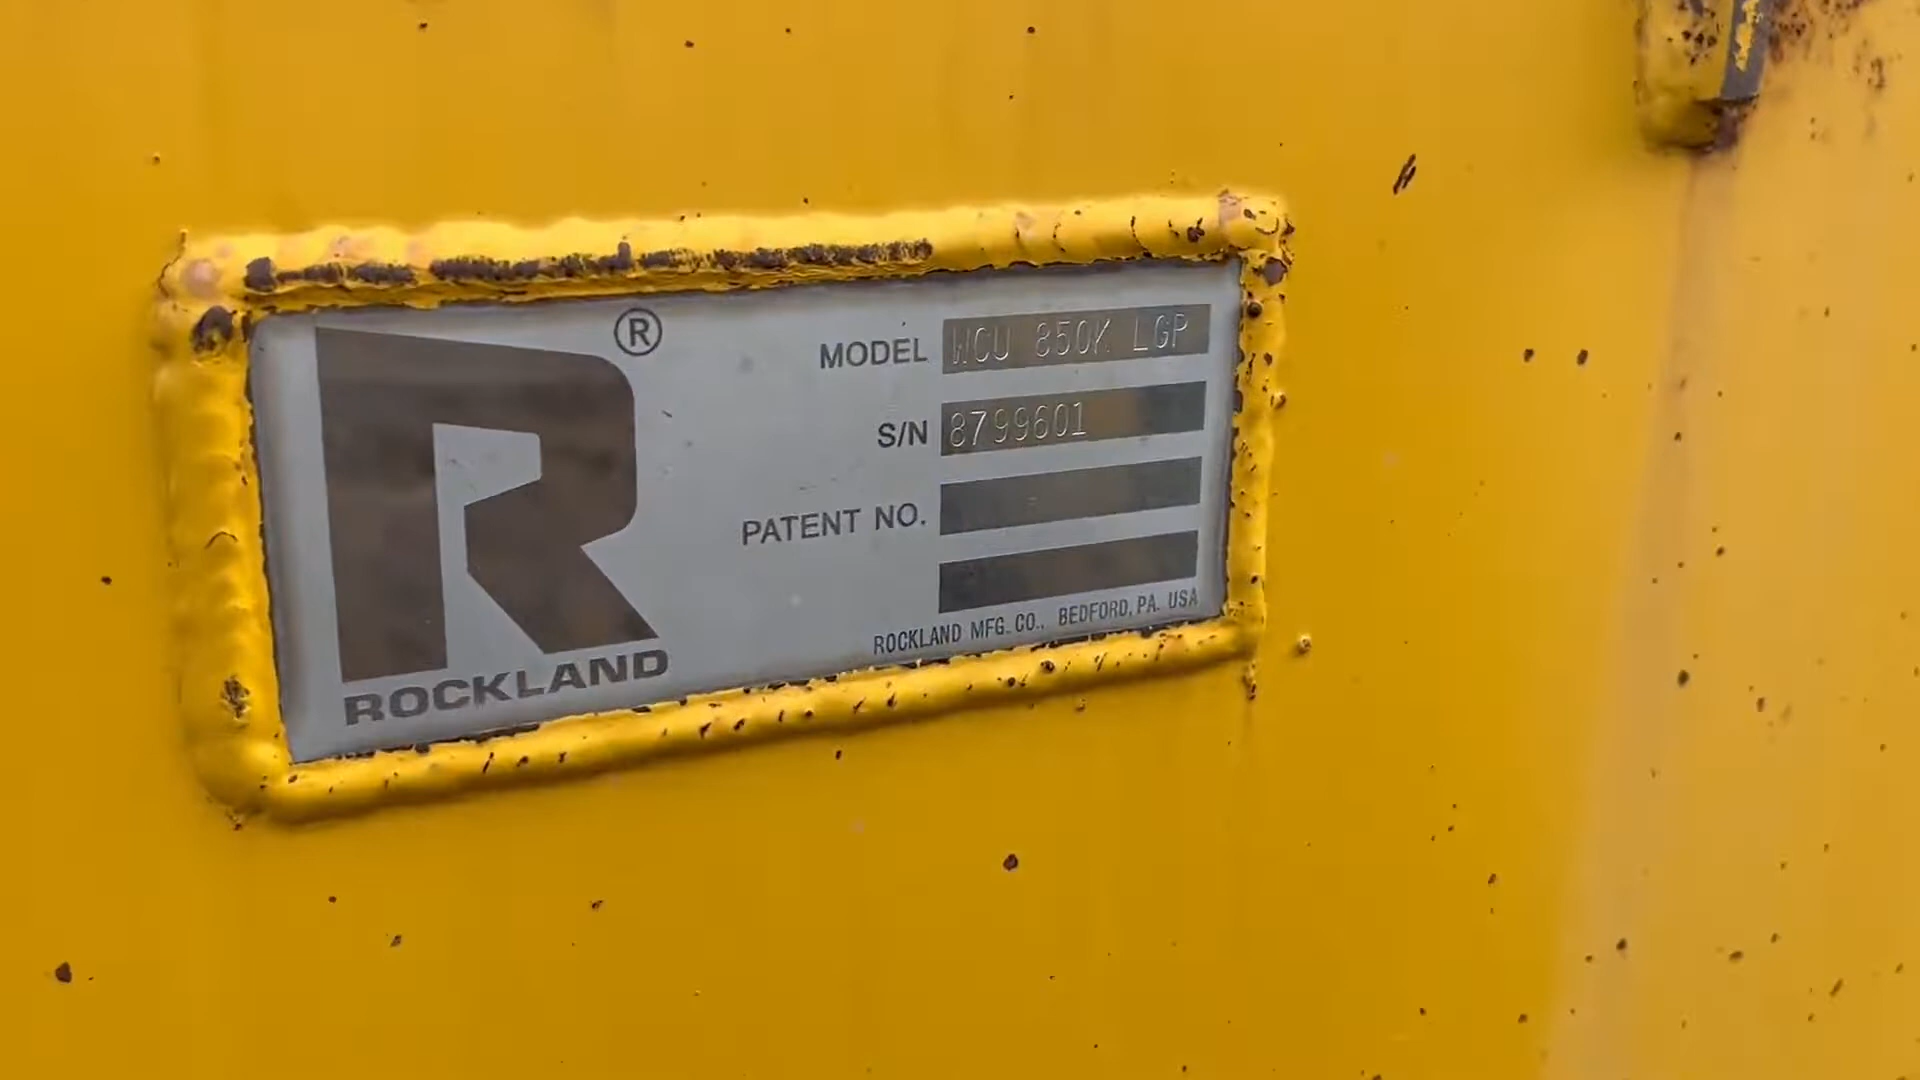 R ®
ROCKLAND
MODEL WCU 850K LGP
S/N 8799601
PATENT NO.
ROCKLAND MFG. CO., BEDFORD, PA. USA